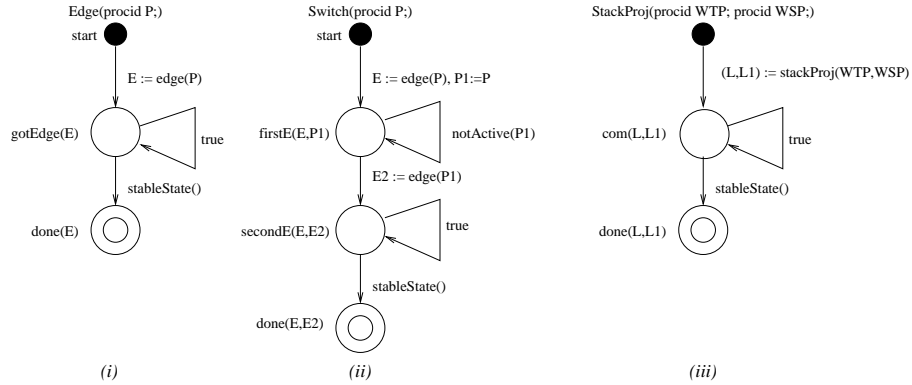 Edge(procid P;)
start
E := edge(P)
gotEdge(E)
true
stableState()
done(E)
(i)
Switch(procid P;)
start
E := edge(P), P1:=P
firstE(E,P1)
notActive(P1)
E2 := edge(P1)
secondE(E,E2)
true
stableState()
done(E,E2)
(ii)
StackProj(procid WTP; procid WSP;)
(L,L1) := stackProj(WTP,WSP)
com(L,L1)
true
stableState()
done(L,L1)
(iii)